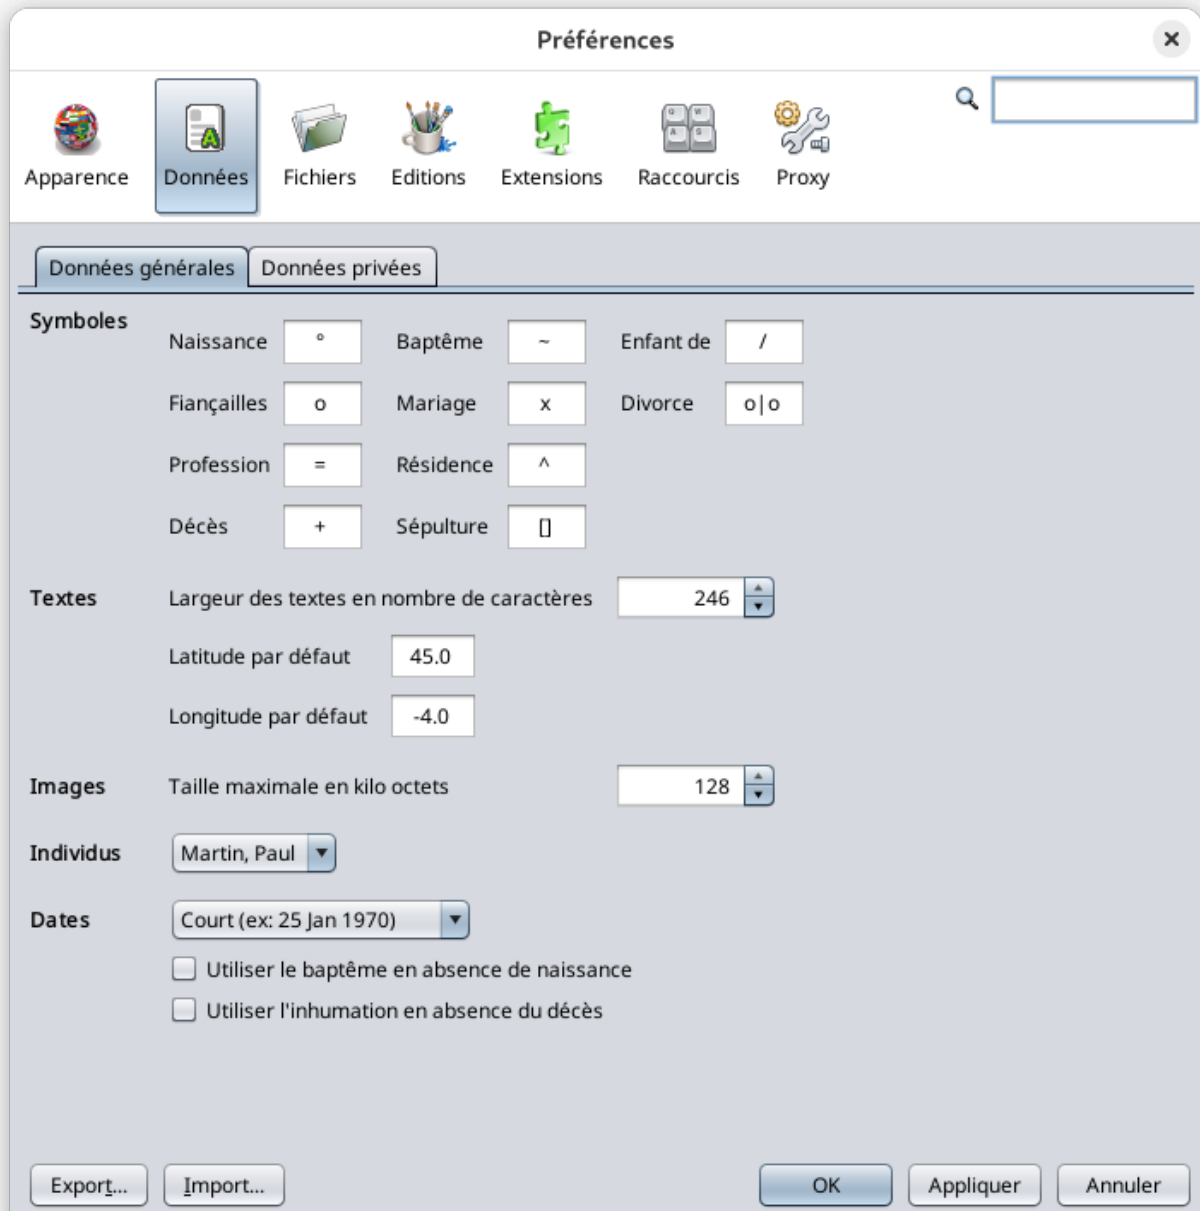 Préférences
Apparence Données Fichiers Editions Extensions Raccourcis Proxy
Données générales Données privées
Symboles
Naissance ° Baptême ~ Enfant de /
Fiançailles o Mariage x Divorce o|o
Profession = Résidence ^
Décès + Sépulture []
Textes Largeur des textes en nombre de caractères 246
Latitude par défaut 45.0
Longitude par défaut -4.0
Images Taille maximale en kilo octets 128
Individus Martin, Paul
Dates Court (ex: 25 Jan 1970)
Utiliser le baptême en absence de naissance
Utiliser l'inhumation en absence du décès
Export... Import... OK Appliquer Annuler